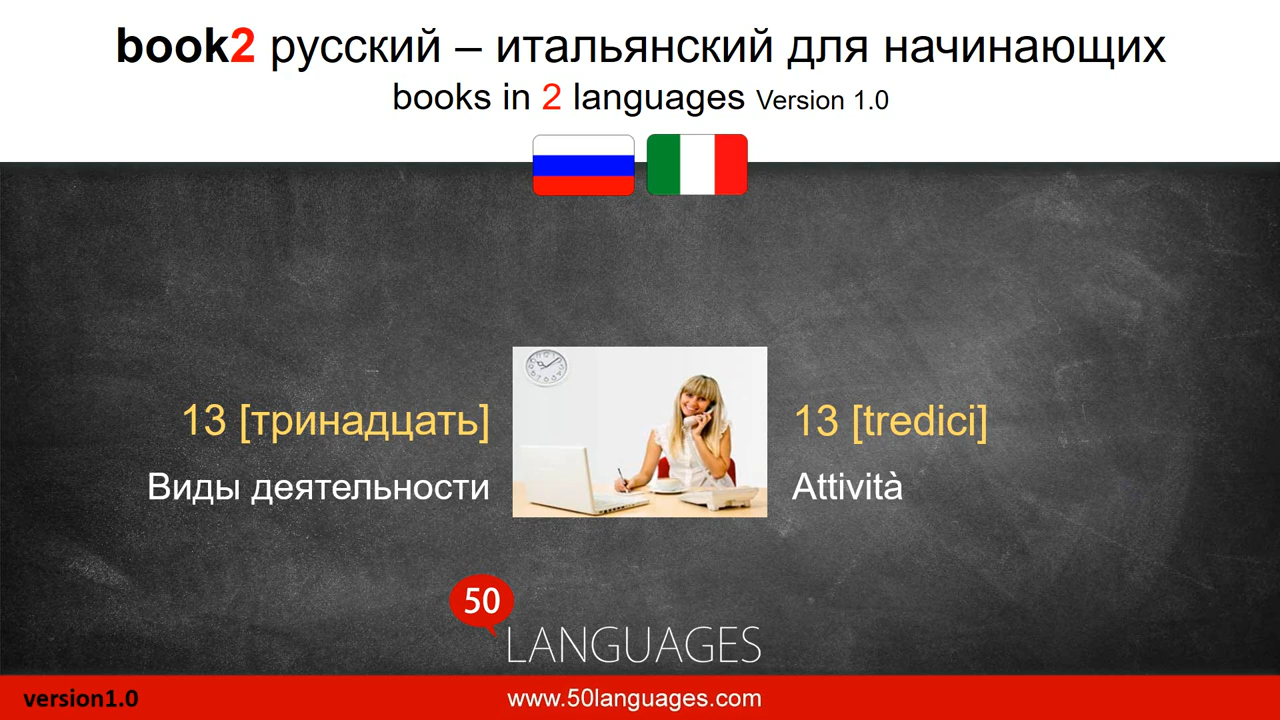 book2 русский – итальянский для начинающих
books in 2 languages Version 1.0
13 [тринадцать]
Виды деятельности
13 [tredici]
Attività
50
LANGUAGES
version1.0
www.50languages.com